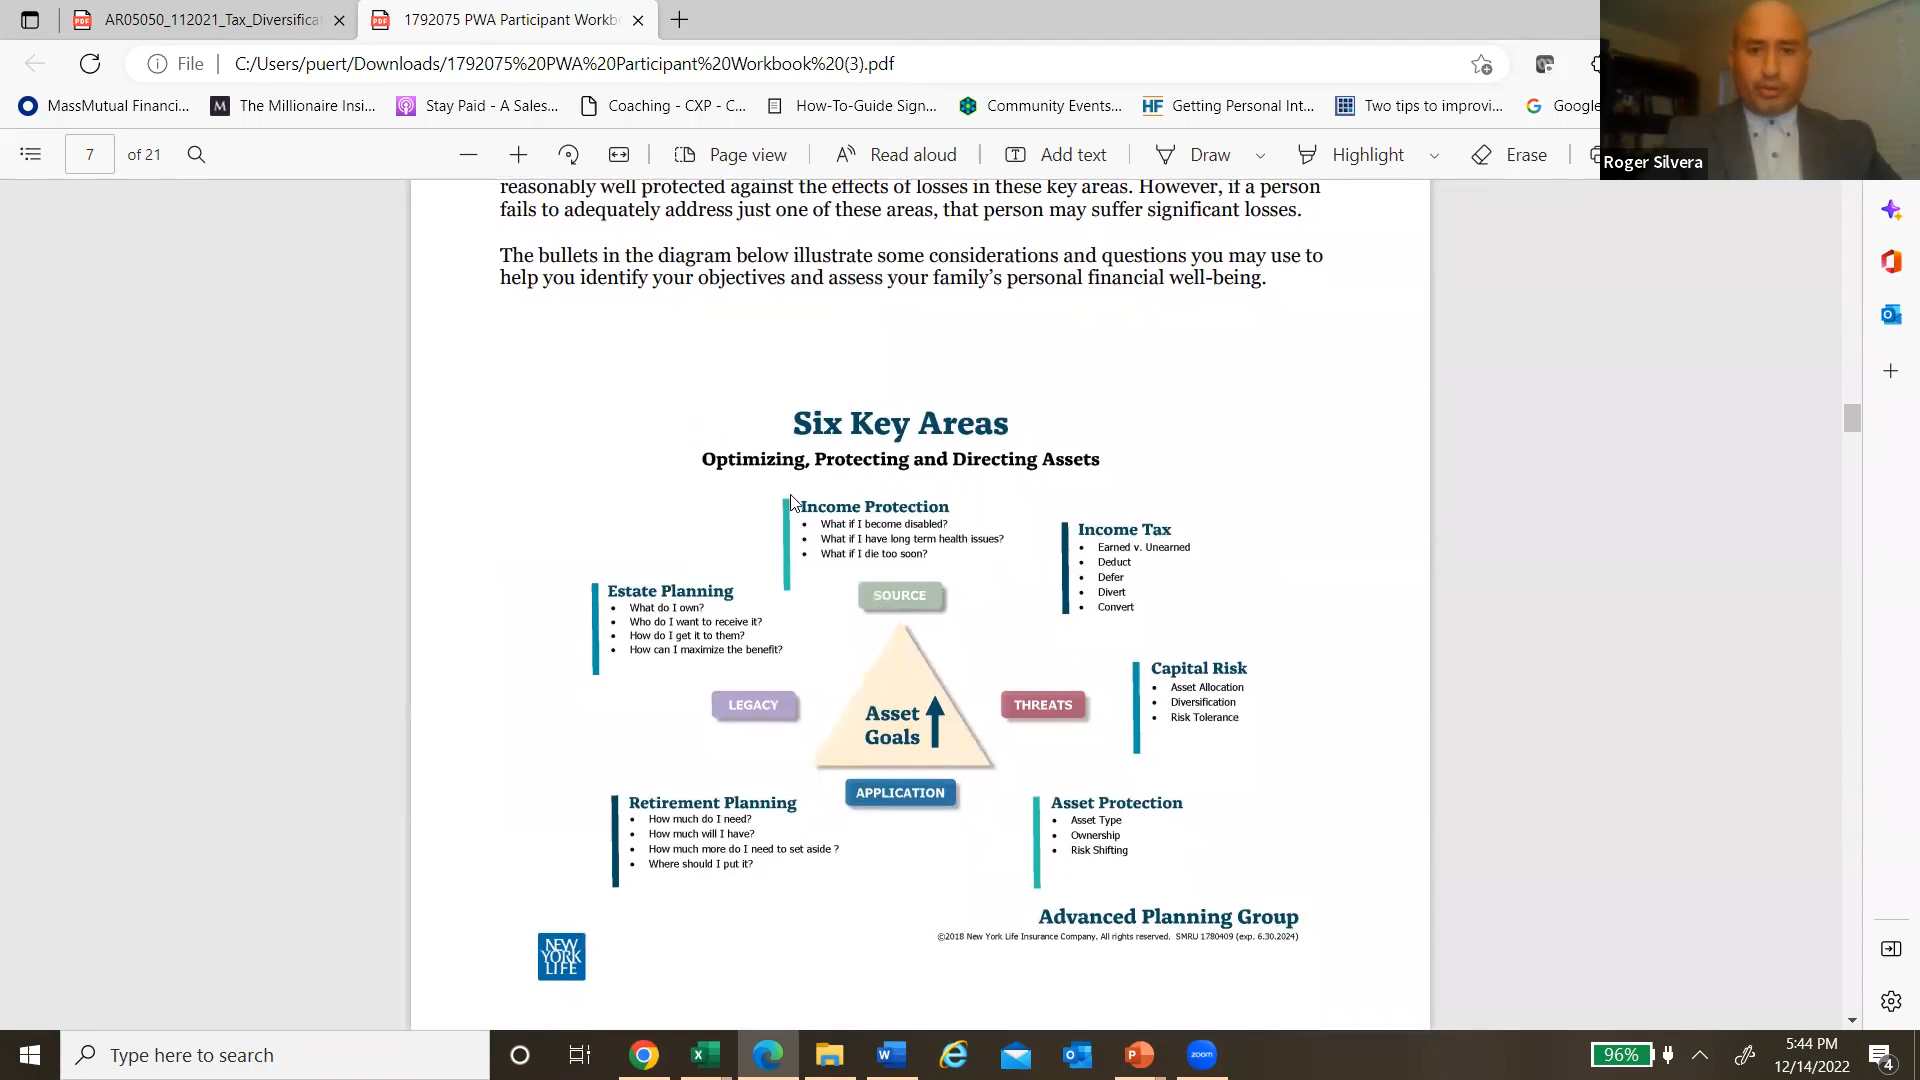 AR05050_112021_Tax_Diversifica
1792075 PWA Participant Workb
File
C:/Users/puert/Downloads/1792075%20PWA%20Participant%20Workbook%20(3).pdf
MassMutual Financi...
The Millionaire Insi...
Stay Paid - A Sales...
Coaching - CXP - C...
How-To-Guide Sign...
Community Events...
HF Getting Personal Int...
Two tips to improvi...
Google
7 of 21
Page view
Read aloud
Add text
Draw
Highlight
Erase
Roger Silvera
reasonably well protected against the effects of losses in these key areas. However, if a person
fails to adequately address just one of these areas, that person may suffer significant losses.
The bullets in the diagram below illustrate some considerations and questions you may use to
help you identify your objectives and assess your family's personal financial well-being.
Six Key Areas
Optimizing, Protecting and Directing Assets
Income Protection
• What if I become disabled?
• What if I have long term health issues?
• What if I die too soon?
Income Tax
• Earned v. Unearned
• Deduct
• Defer
• Divert
• Convert
Estate Planning
• What do I own?
• Who do I want to receive it?
• How do I get it to them?
• How can I maximize the benefit?
SOURCE
Capital Risk
• Asset Allocation
• Diversification
• Risk Tolerance
LEGACY
Asset
Goals
THREATS
APPLICATION
Retirement Planning
• How much do I need?
• How much will I have?
• How much more do I need to set aside ?
• Where should I put it?
Asset Protection
• Asset Type
• Ownership
• Risk Shifting
Advanced Planning Group
©2018 New York Life Insurance Company. All rights reserved. SMRU 1780409 (exp. 6.30.2024)
NEW
YORK
LIFE
Type here to search
zoom
96%
5:44 PM
12/14/2022
4